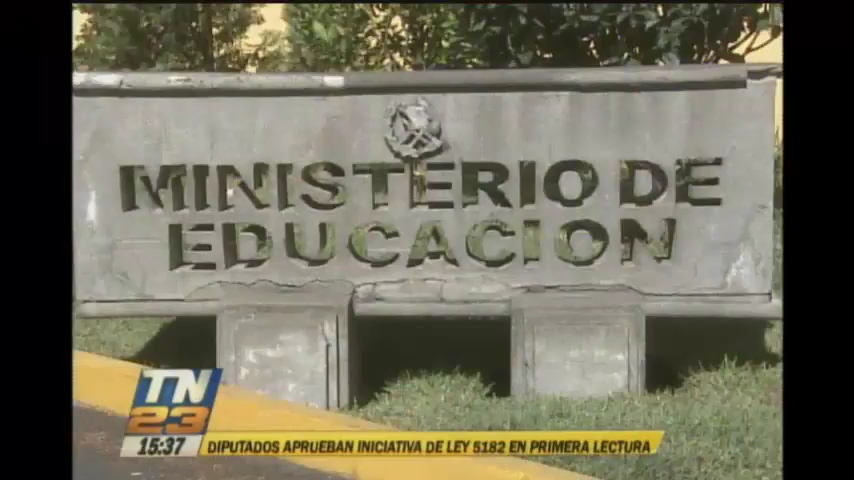 MINISTERIO DE
EDUCACION
TN
23
15:37
DIPUTADOS APRUEBAN INICIATIVA DE LEY 5182 EN PRIMERA LECTURA